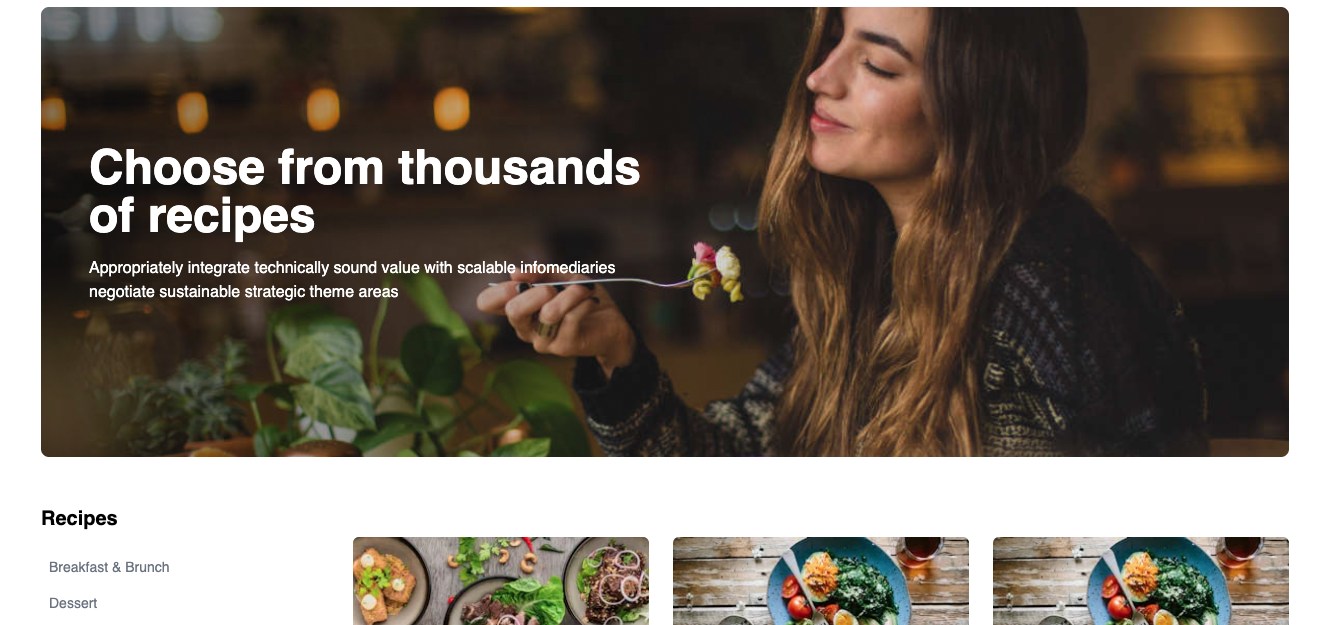 Choose from thousands
of recipes
Appropriately integrate technically sound value with scalable infomediaries
negotiate sustainable strategic theme areas
Recipes
Breakfast & Brunch
Dessert